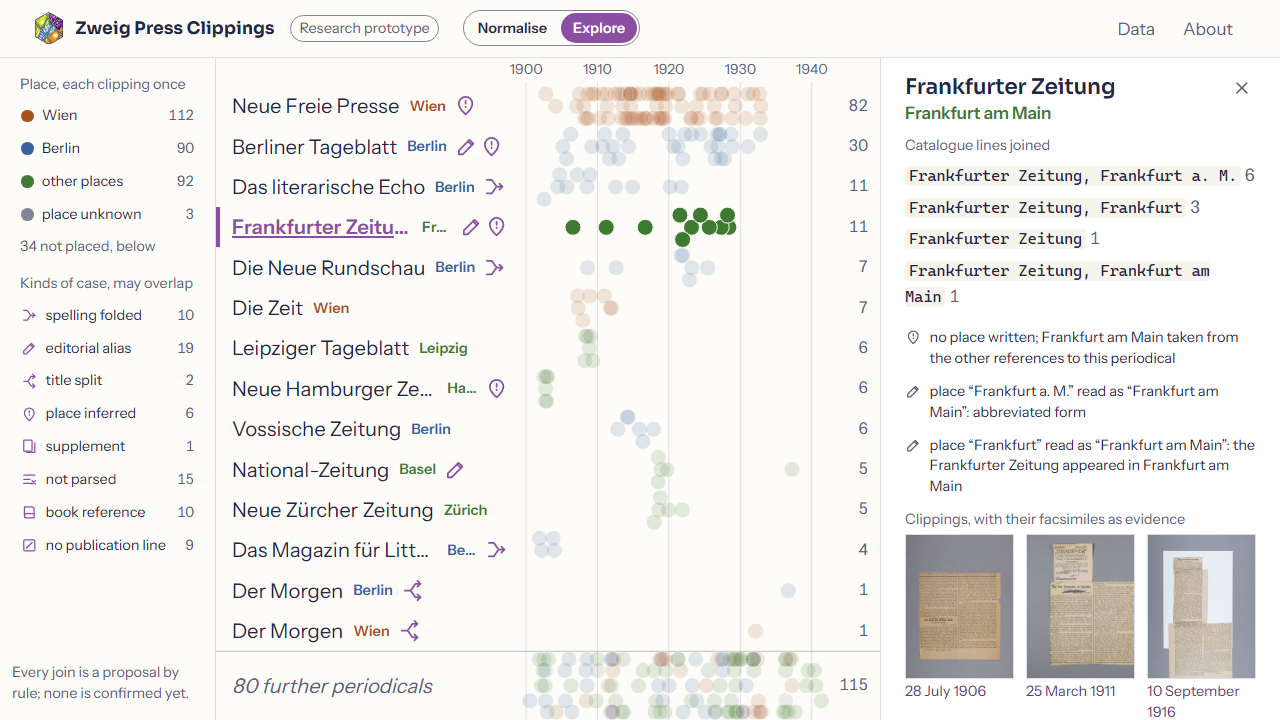 Zweig Press Clippings
Research prototype
Normalise
Explore
Data
About
Place, each clipping once
Wien 112
Berlin 90
other places 92
place unknown 3
34 not placed, below
Kinds of case, may overlap
spelling folded 10
editorial alias 19
title split 2
place inferred 6
supplement 1
not parsed 15
book reference 10
no publication line 9
Every join is a proposal by
rule; none is confirmed yet.
1900 1910 1920 1930 1940
Neue Freie Presse Wien 82
Berliner Tageblatt Berlin 30
Das literarische Echo Berlin 11
Frankfurter Zeitu... Fr... 11
Die Neue Rundschau Berlin 7
Die Zeit Wien 7
Leipziger Tageblatt Leipzig 6
Neue Hamburger Ze... Ha... 6
Vossische Zeitung Berlin 6
National-Zeitung Basel 5
Neue Zürcher Zeitung Zürich 5
Das Magazin für Litt... Be... 4
Der Morgen Berlin 1
Der Morgen Wien 1
80 further periodicals 115
Frankfurter Zeitung
Frankfurt am Main
Catalogue lines joined
Frankfurter Zeitung, Frankfurt a. M. 6
Frankfurter Zeitung, Frankfurt 3
Frankfurter Zeitung 1
Frankfurter Zeitung, Frankfurt am
Main 1
no place written; Frankfurt am Main taken from
the other references to this periodical
place “Frankfurt a. M.” read as “Frankfurt am
Main”: abbreviated form
place “Frankfurt” read as “Frankfurt am Main”: the
Frankfurter Zeitung appeared in Frankfurt am
Main
Clippings, with their facsimiles as evidence
28 July 1906
25 March 1911
10 September
1916